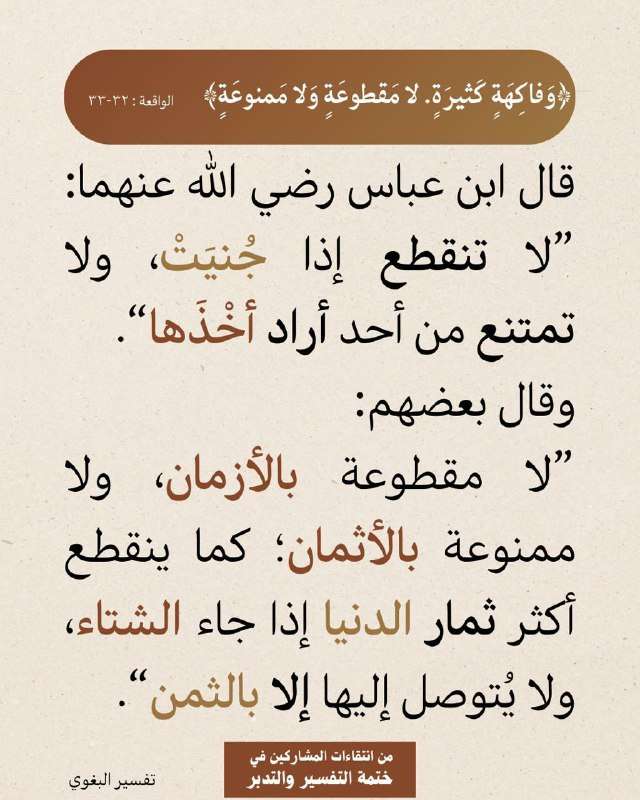 ﴿وَفاكِهَةٍ كَثيرَةٍ. لا مَقطوعَةٍ وَلا مَمنوعَةٍ﴾ الواقعة : ٣٢-٣٣
قال ابن عباس رضي الله عنهما:
”لا تنقطع إذا جُنيَتْ، ولا
تمتنع من أحد أراد أخْذَها“.
وقال بعضهم:
”لا مقطوعة بالأزمان، ولا
ممنوعة بالأثمان؛ كما ينقطع
أكثر ثمار الدنيا إذا جاء الشتاء،
ولا يُتوصل إليها إلا بالثمن“.
من انتقاءات المشاركين في
ختمة التفسير والتدبر
تفسير البغوي